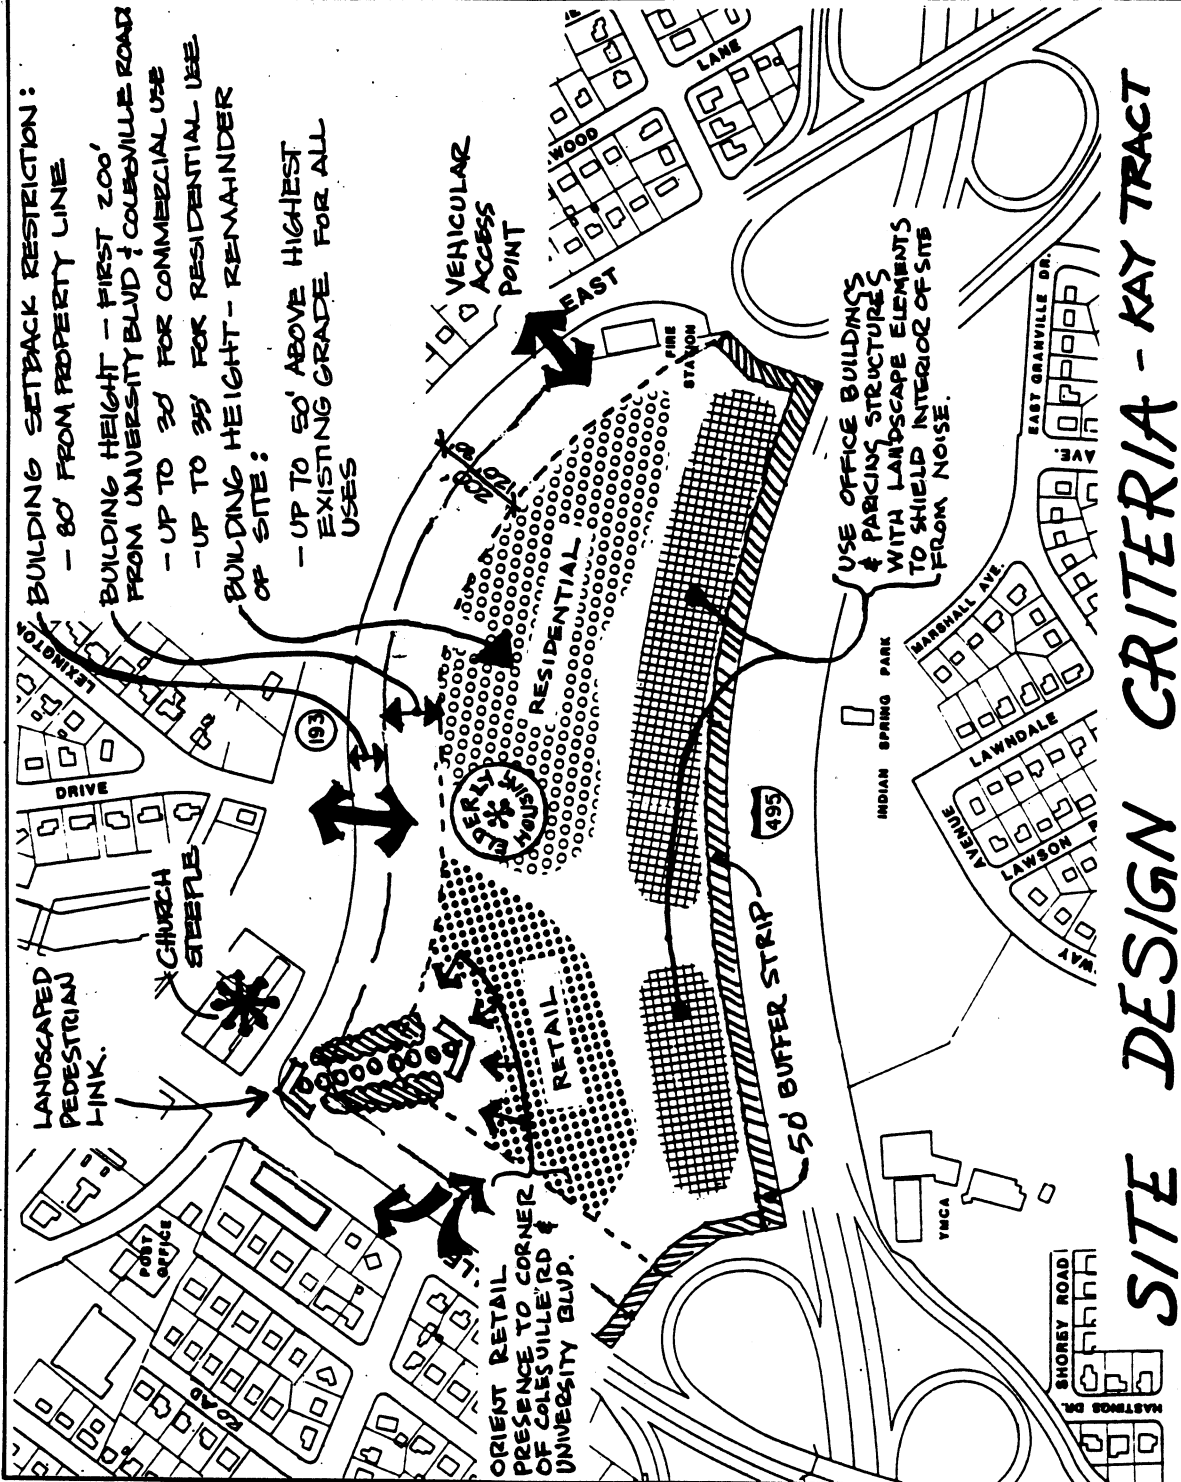 BUILDING SETBACK RESTRICTION:
- 80' FROM PROPERTY LINE
BUILDING HEIGHT - FIRST 200'
FROM UNIVERSITY BLVD & COLESVILLE ROAD
- UP TO 30' FOR COMMERCIAL USE
- UP TO 35' FOR RESIDENTIAL USE
BUILDING HEIGHT - REMAINDER
OF SITE:
- UP TO 50' ABOVE HIGHEST
EXISTING GRADE FOR ALL
USES
VEHICULAR
ACCESS
POINT
LANDSCAPED
PEDESTRIAN
LINK.
CHURCH
STEEPLE
LEXINGTON
DRIVE
193
LANE
WOOD
EAST
FIRE
STATION
POST
OFFICE
ROAD
LE
ELDERLY
HOUSING
RESIDENTIAL
RETAIL
ORIENT RETAIL
PRESENCE TO CORNER
OF COLESVILLE RD &
UNIVERSITY BLVD.
USE OFFICE BUILDINGS
& PARKING STRUCTURES
WITH LANDSCAPE ELEMENTS
TO SHIELD INTERIOR OF SITE
FROM NOISE.
50' BUFFER STRIP
495
INDIAN SPRING PARK
YMCA
EAST GRANVILLE DR.
AVE.
MARSHALL AVE.
LAWNDALE
AVENUE
LAWSON
WAY
SHOREY ROAD
HASTINGS DR.
SITE DESIGN CRITERIA - KAY TRACT